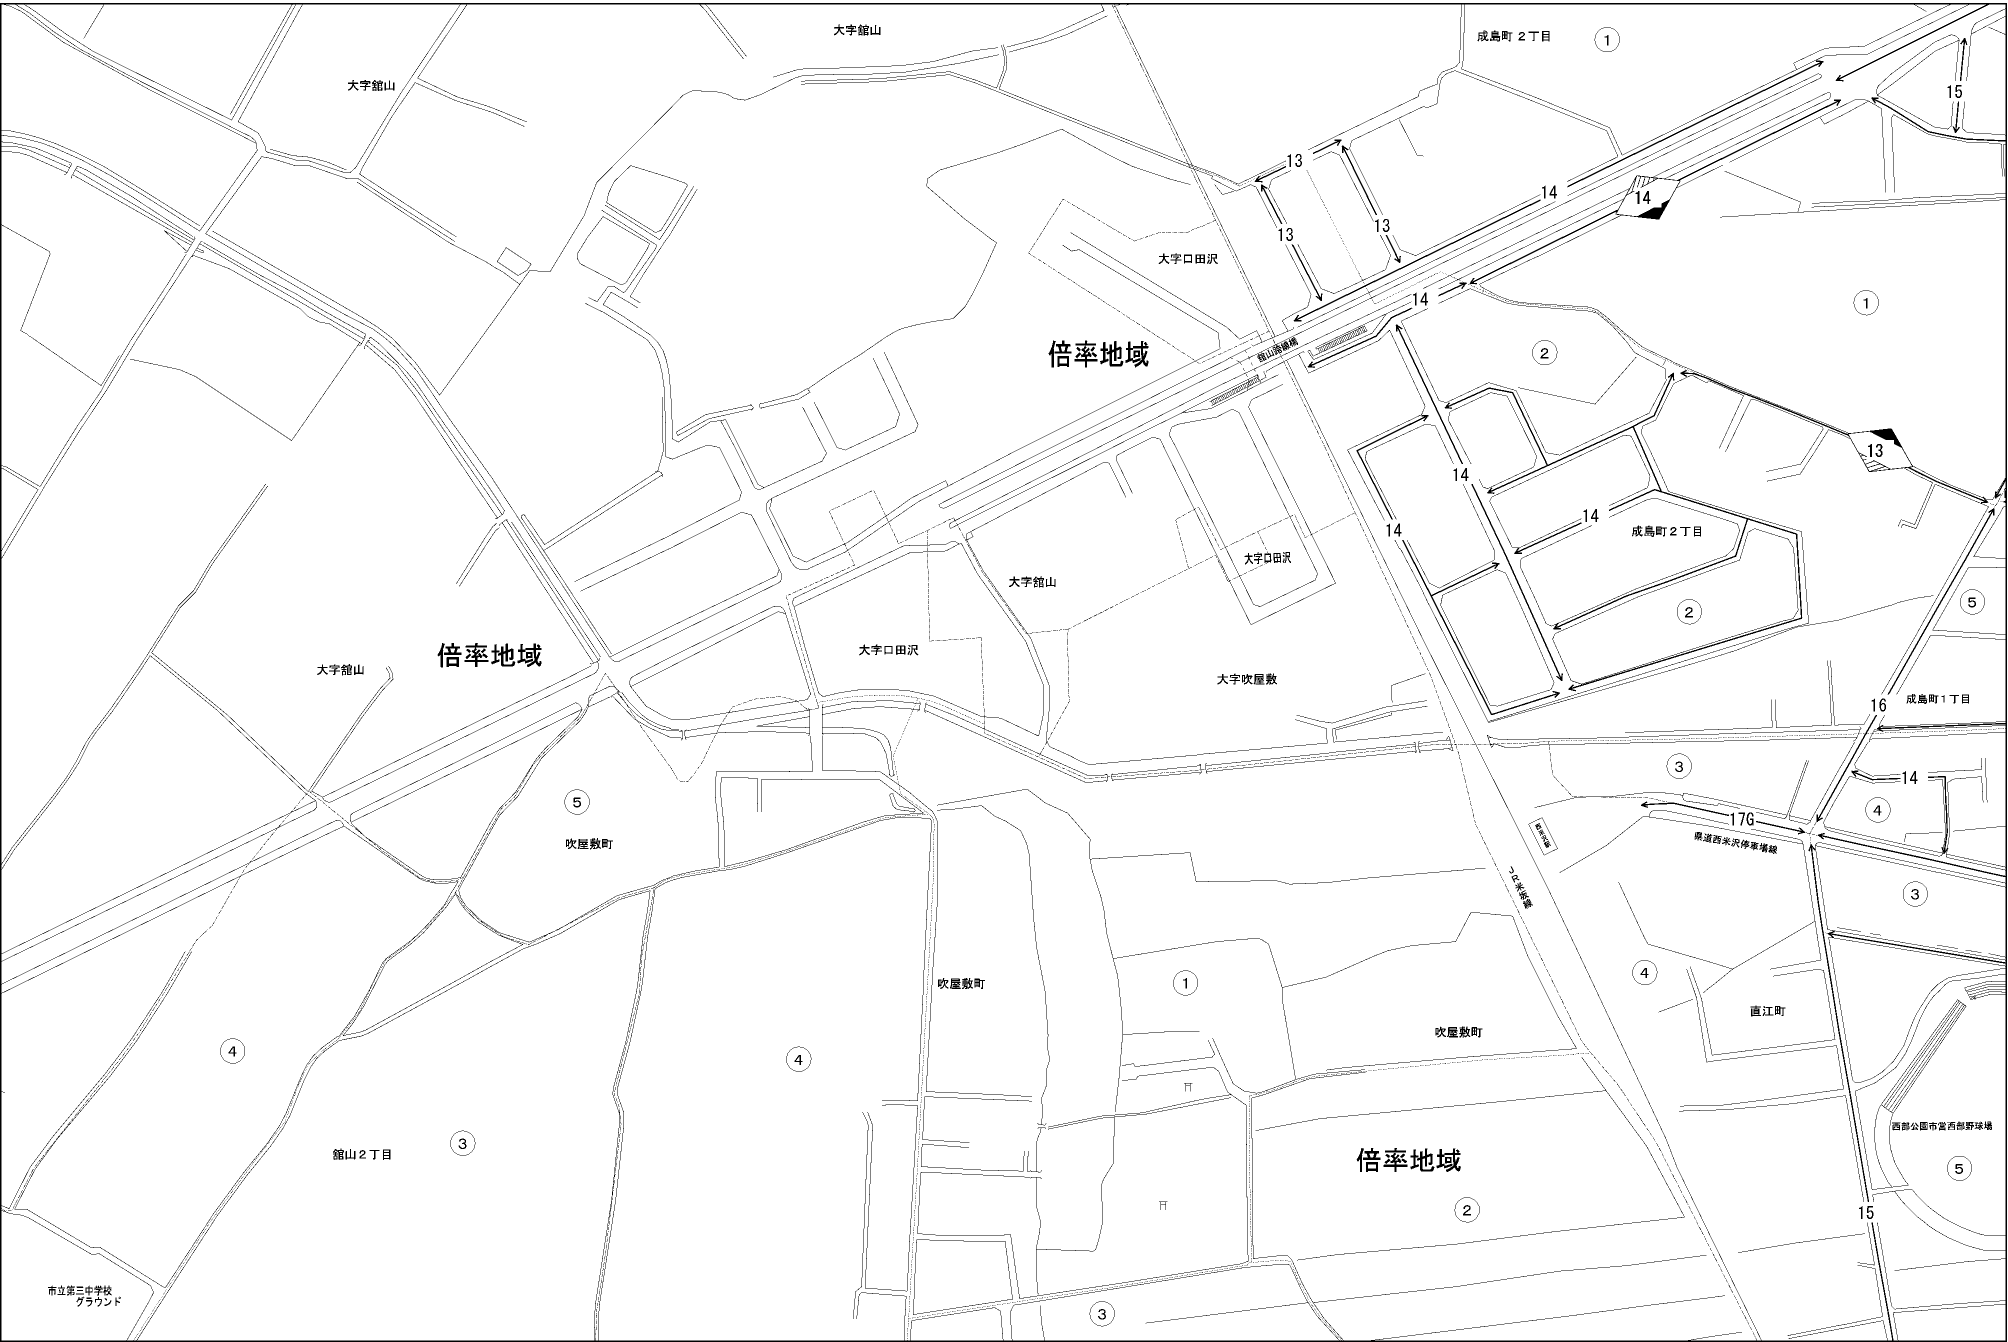 大字舘山
成島町２丁目
①
大字舘山
15
13
14
14
13
13
大字口田沢
14
①
舘山跨線橋
倍率地域
②
13
14
14
14
成島町２丁目
大字口田沢
大字舘山
⑤
②
大字口田沢
倍率地域
大字舘山
大字吹屋敷
成島町１丁目
16
③
14
⑤
④
17G
県道西米沢停車場線
西米沢駅
吹屋敷町
ＪＲ米坂線
③
④
吹屋敷町
①
直江町
吹屋敷町
④
④
西部公園市営西部野球場
③
舘山２丁目
倍率地域
⑤
②
15
市立第三中学校
グラウンド
③